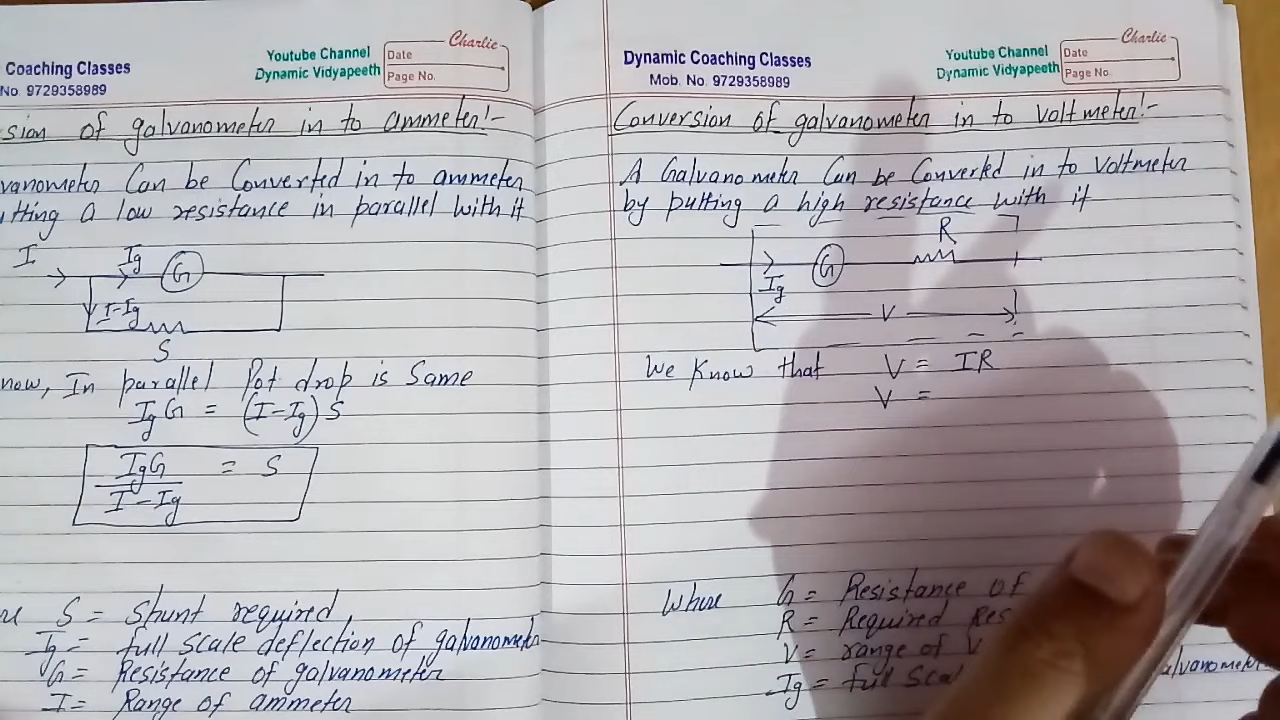 Coaching Classes
No. 9729358989
Youtube Channel
Dynamic Vidyapeeth
Charlie
Date
Page No.
sion of galvanometer in to ammeter!-
vanometer Can be Converted in to ammeter
utting a low resistance in parallel with it
I
Ig
G
I-Ig
S
now, In parallel Pot drop is Same
IgG = (I-Ig) S
IgG / I-Ig = S
re S = Shunt required,
Ig = full scale deflection of galvanometer
G = Resistance of galvanometer
I = Range of ammeter
Dynamic Coaching Classes
Mob. No. 9729358989
Youtube Channel
Dynamic Vidyapeeth
Charlie
Date
Page No.
Conversion of galvanometer in to voltmeter!-
A Galvanometer Can be Converted in to Voltmeter
by putting a high resistance with it
R
G
Ig
V
We Know that V = IR
V =
Where G = Resistance of
R = Required Res
V = range of V
Ig = full Scal alvanometer